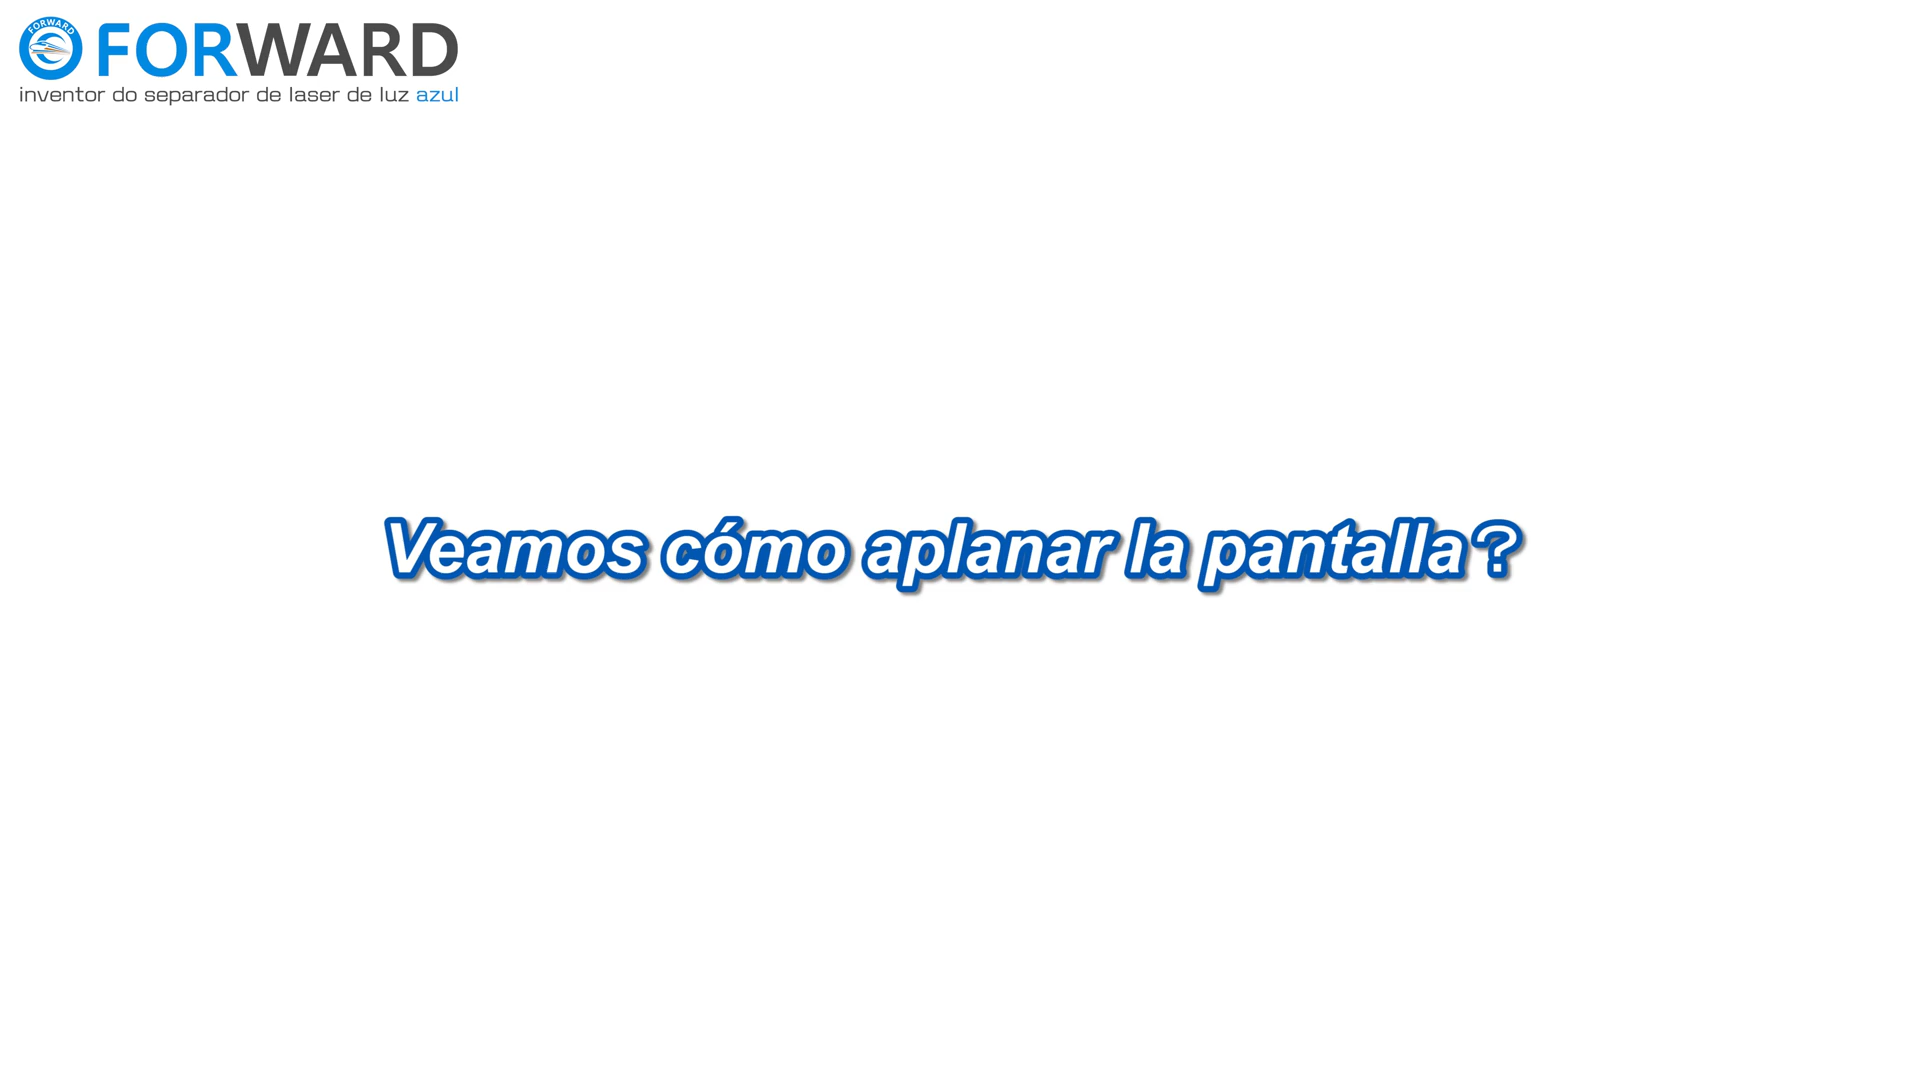 FORWARD
FORWARD
inventor do separador de laser de luz azul
Veamos cómo aplanar la pantalla？